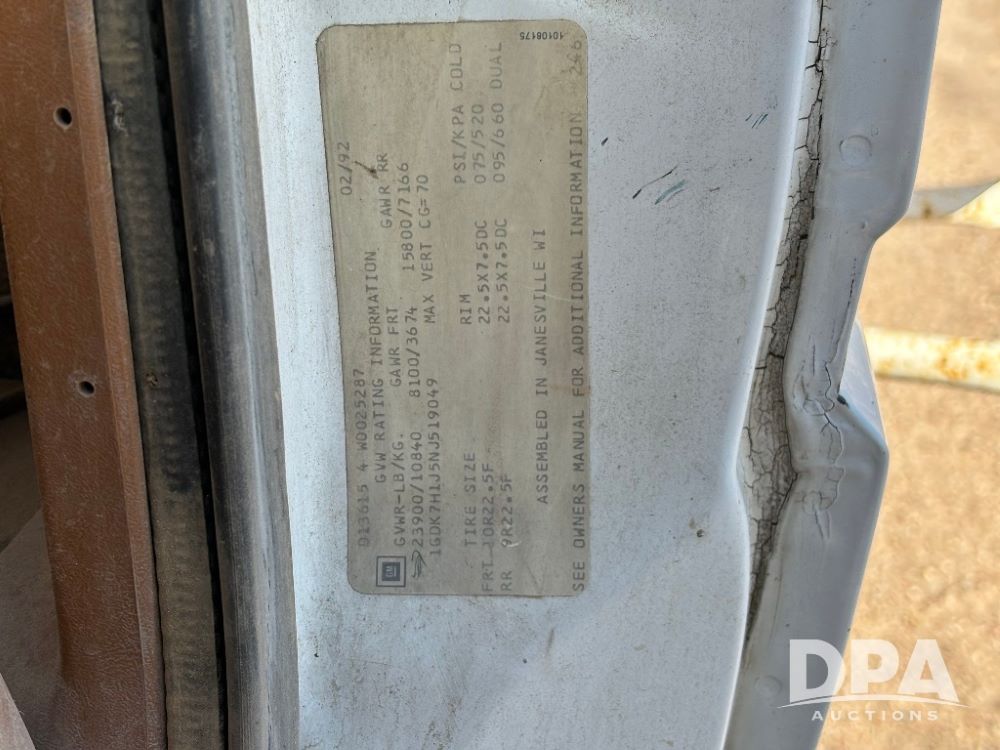 D13615 4 W0025287 02/92
GVW RATING INFORMATION
GM
GVWR-LB/KG. GAWR FRT GAWR RR
23900/10840 8100/3674 15800/7166
1GDK7H1J5NJ519049 MAX VERT CG=70
TIRE SIZE RIM PSI/KPA COLD
FRT 10R22.5F 22.5X7.5DC 075/520
RR 9R22.5F 22.5X7.5DC 095/660 DUAL
ASSEMBLED IN JANESVILLE WI
10108175
SEE OWNERS MANUAL FOR ADDITIONAL INFORMATION 246
DPA
AUCTIONS